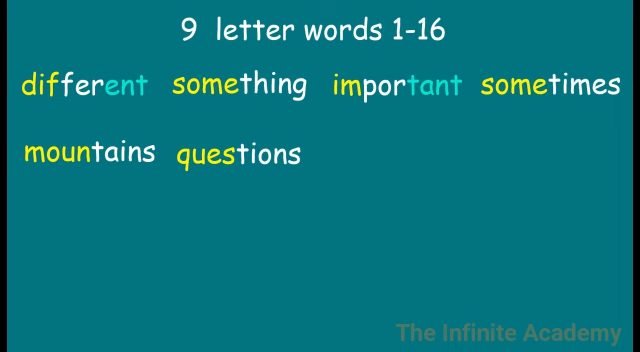 9 letter words 1-16
different something important sometimes
mountains questions
The Infinite Academy